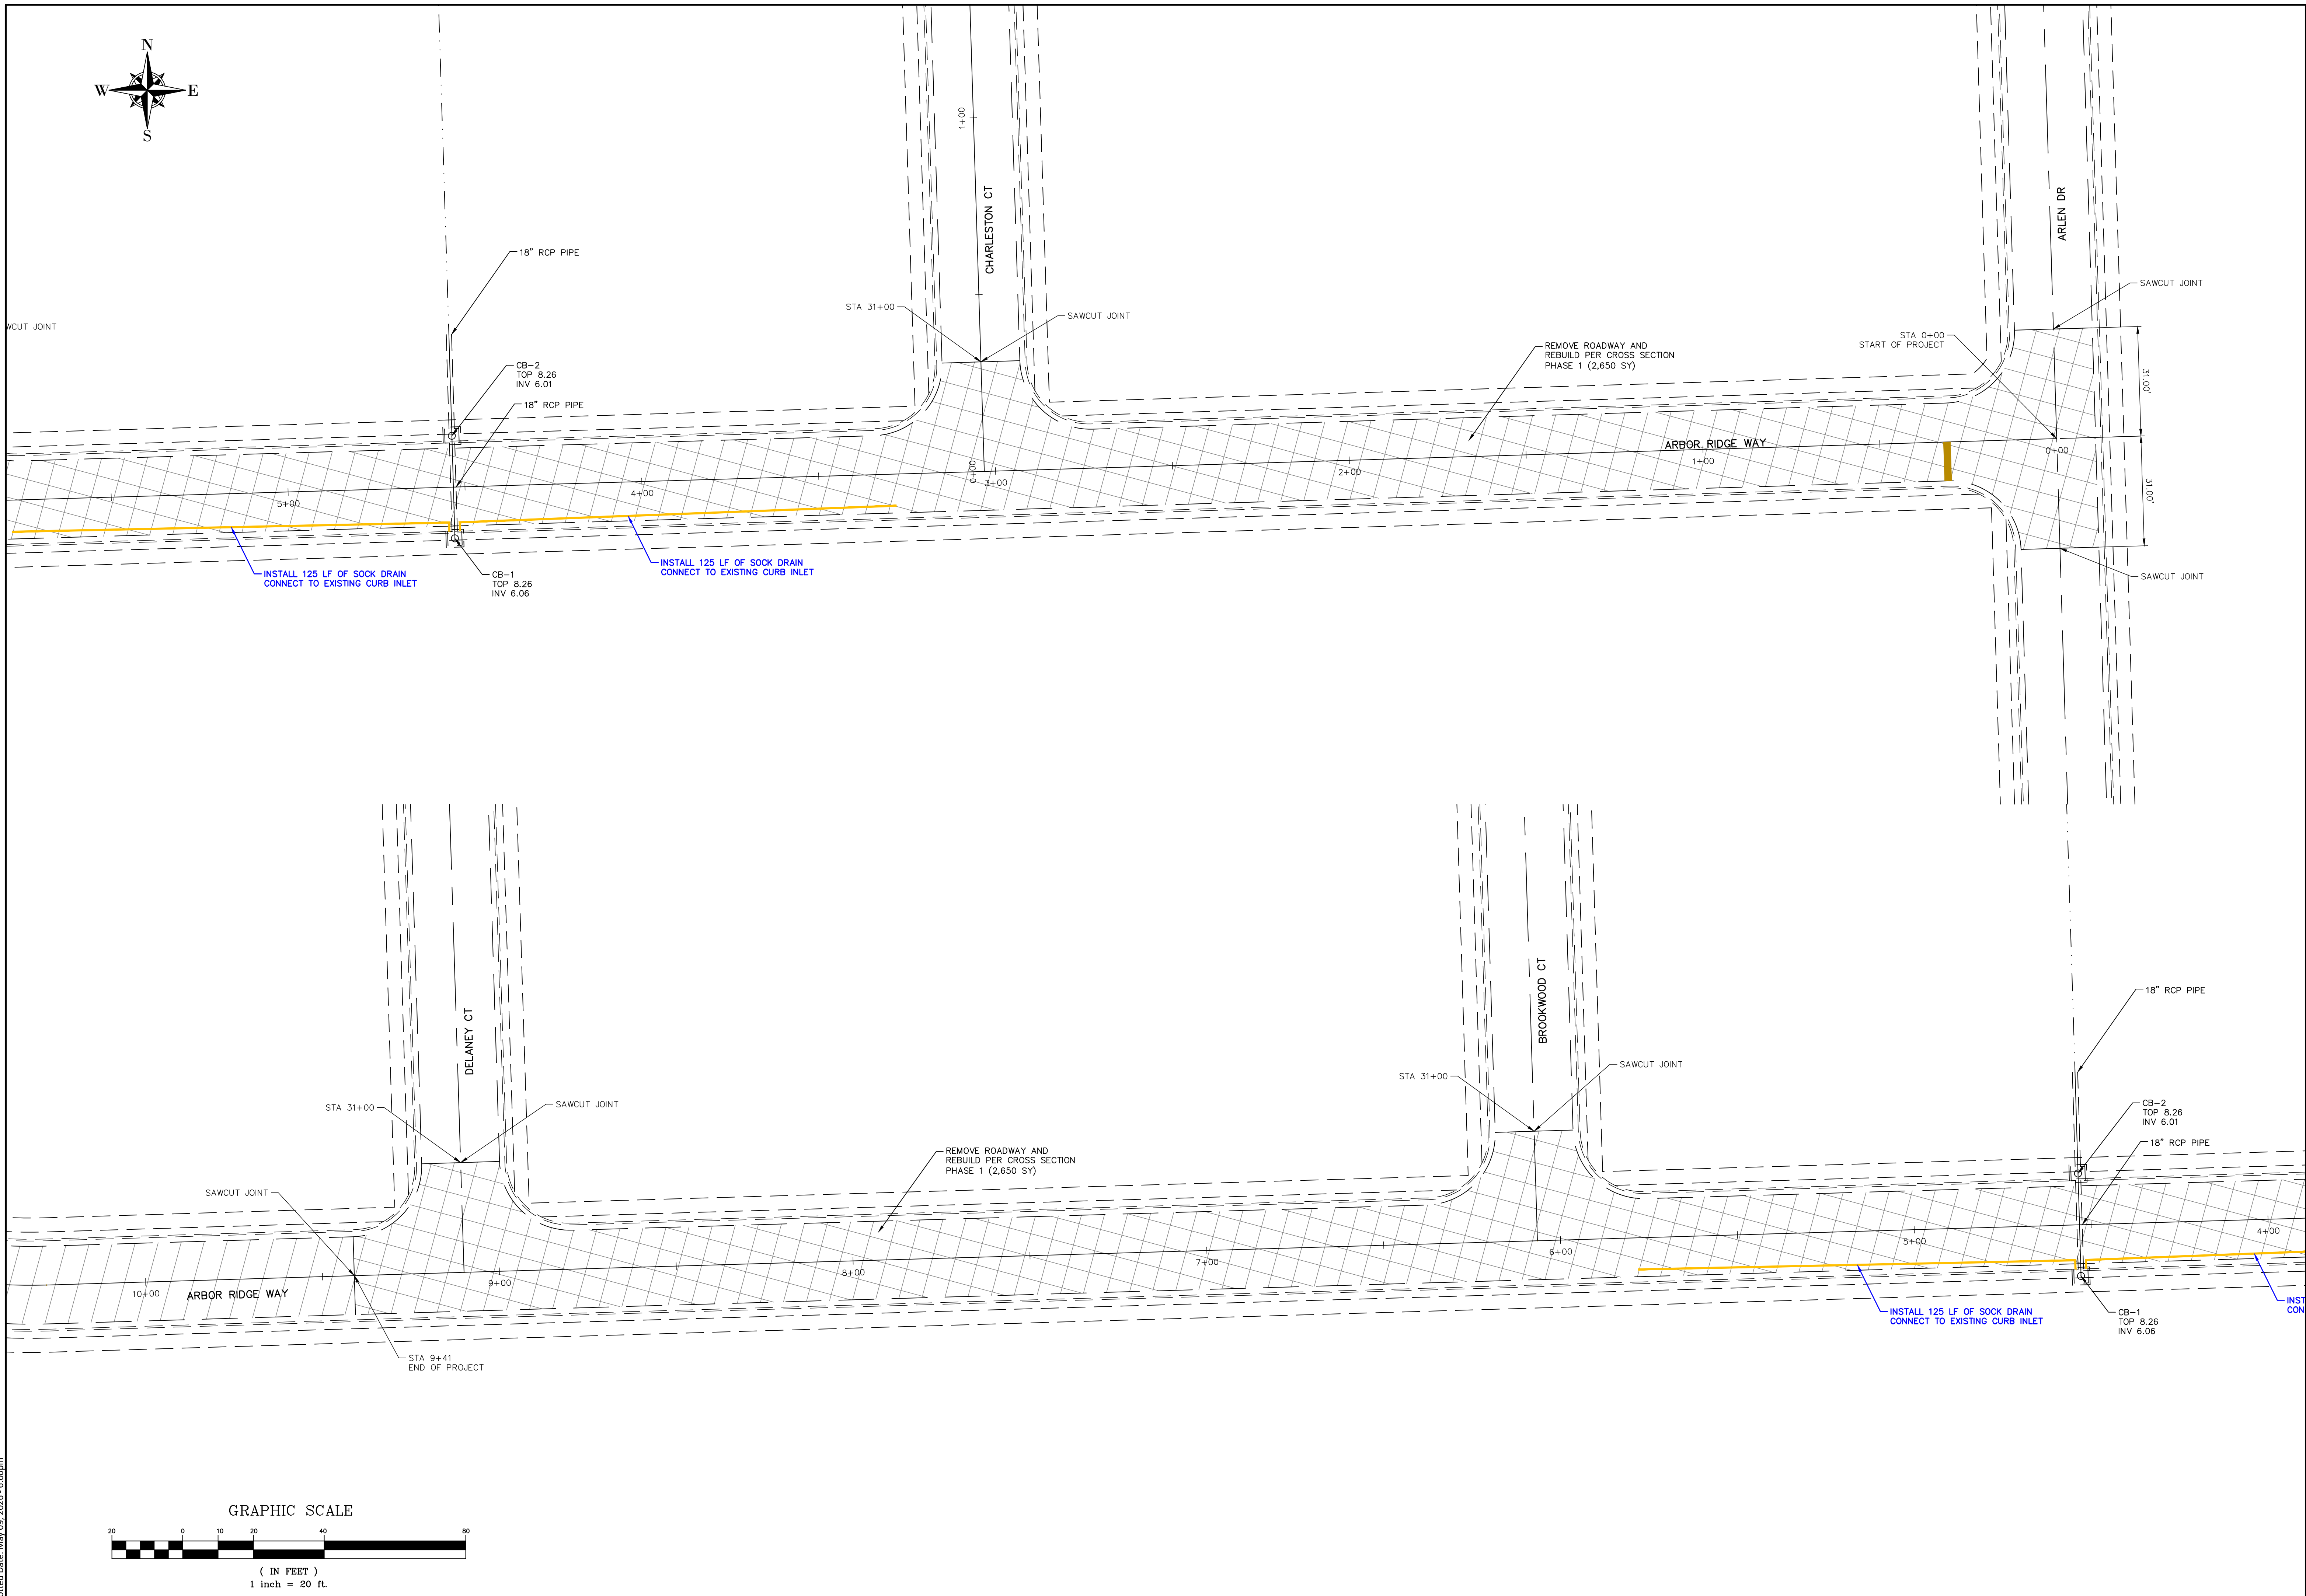 N
W E
S
1+00
CHARLESTON CT
ARLEN DR
18" RCP PIPE
SAWCUT JOINT
STA 31+00
SAWCUT JOINT
WCUT JOINT
STA 0+00
START OF PROJECT
REMOVE ROADWAY AND
REBUILD PER CROSS SECTION
PHASE 1 (2,650 SY)
31.00'
CB-2
TOP 8.26
INV 6.01
18" RCP PIPE
ARBOR RIDGE WAY
0+00
1+00
2+00
0+00
3+00
4+00
5+00
31.00'
INSTALL 125 LF OF SOCK DRAIN
CONNECT TO EXISTING CURB INLET
INSTALL 125 LF OF SOCK DRAIN
CONNECT TO EXISTING CURB INLET
CB-1
TOP 8.26
INV 6.06
SAWCUT JOINT
DELANEY CT
BROOKWOOD CT
18" RCP PIPE
STA 31+00
SAWCUT JOINT
STA 31+00
SAWCUT JOINT
CB-2
TOP 8.26
INV 6.01
18" RCP PIPE
REMOVE ROADWAY AND
REBUILD PER CROSS SECTION
PHASE 1 (2,650 SY)
SAWCUT JOINT
4+00
5+00
6+00
7+00
8+00
9+00
10+00
ARBOR RIDGE WAY
INSTALL 125 LF OF SOCK DRAIN
CONNECT TO EXISTING CURB INLET
INST
CON
CB-1
TOP 8.26
INV 6.06
STA 9+41
END OF PROJECT
GRAPHIC SCALE
20 0 10 20 40 80
( IN FEET )
1 inch = 20 ft.